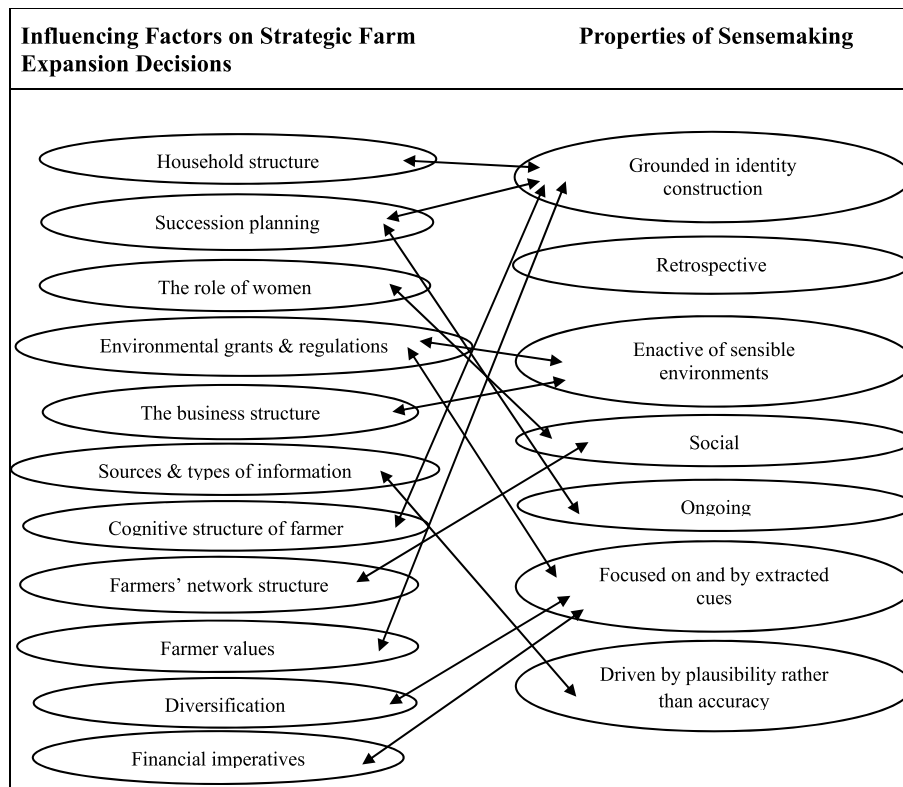 Influencing Factors on Strategic Farm
Expansion Decisions
Properties of Sensemaking
Household structure
Succession planning
The role of women
Environmental grants & regulations
The business structure
Sources & types of information
Cognitive structure of farmer
Farmers’ network structure
Farmer values
Diversification
Financial imperatives
Grounded in identity
construction
Retrospective
Enactive of sensible
environments
Social
Ongoing
Focused on and by extracted
cues
Driven by plausibility rather
than accuracy